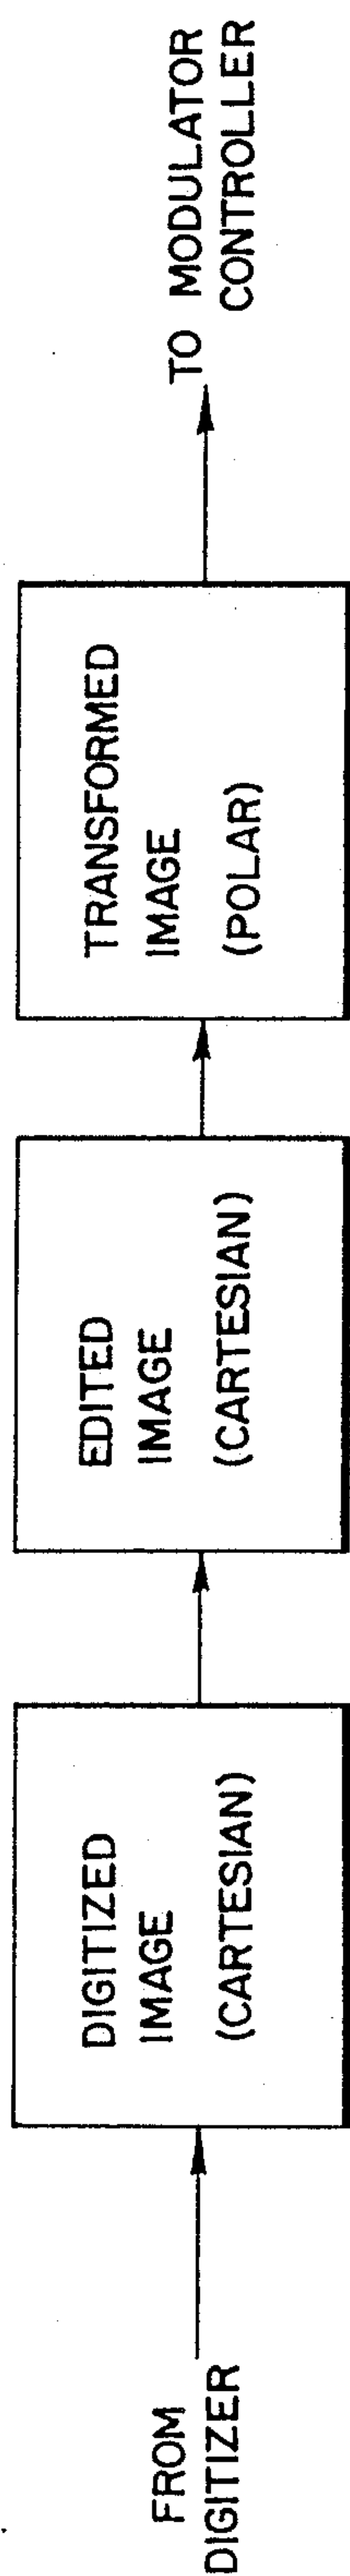 FROM
DIGITIZER
DIGITIZED
IMAGE
(CARTESIAN)
EDITED
IMAGE
(CARTESIAN)
TRANSFORMED
IMAGE
(POLAR)
TO MODULATOR
CONTROLLER